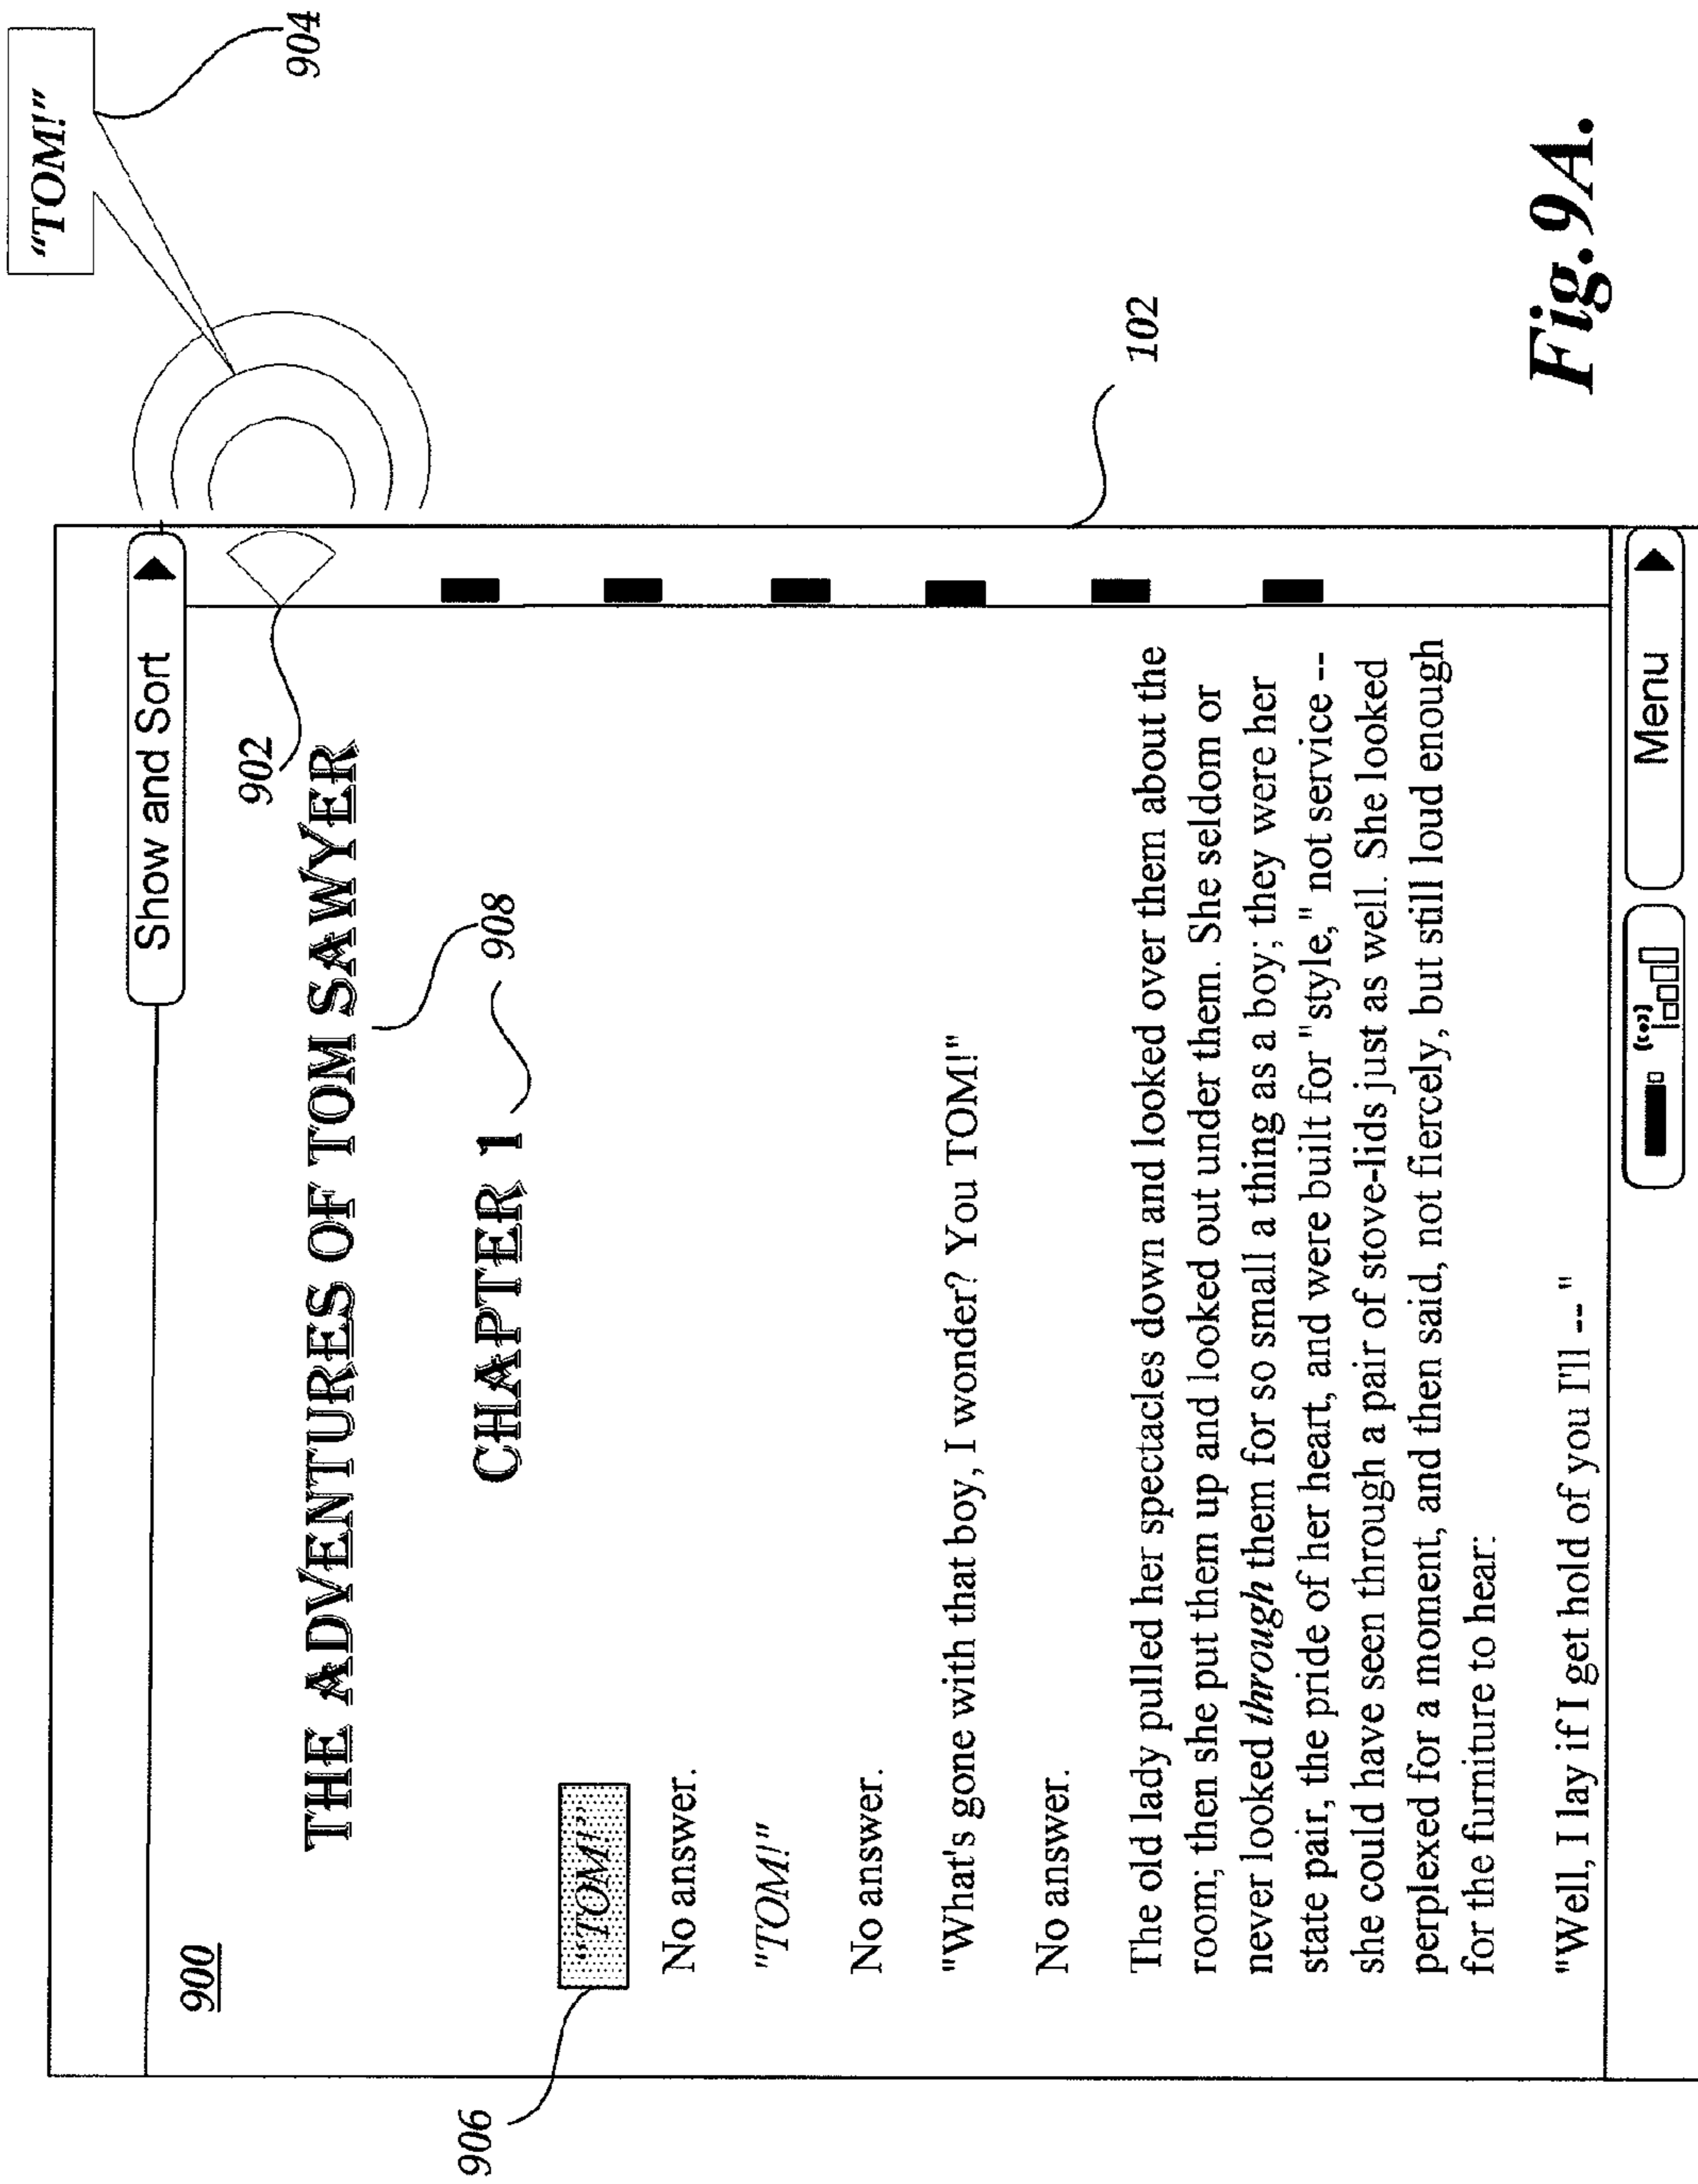 "TOM!"
904
Show and Sort
900
902
THE ADVENTURES OF TOM SAWYER
908
CHAPTER 1
906
"TOM!"
No answer.
"TOM!"
No answer.
"What's gone with that boy, I wonder? You TOM!"
No answer.
The old lady pulled her spectacles down and looked over them about the
room; then she put them up and looked out under them. She seldom or
never looked through them for so small a thing as a boy; they were her
state pair, the pride of her heart, and were built for "style," not service --
she could have seen through a pair of stove-lids just as well. She looked
perplexed for a moment, and then said, not fiercely, but still loud enough
for the furniture to hear:
"Well, I lay if I get hold of you I'll -- "
102
Menu
Fig.9A.